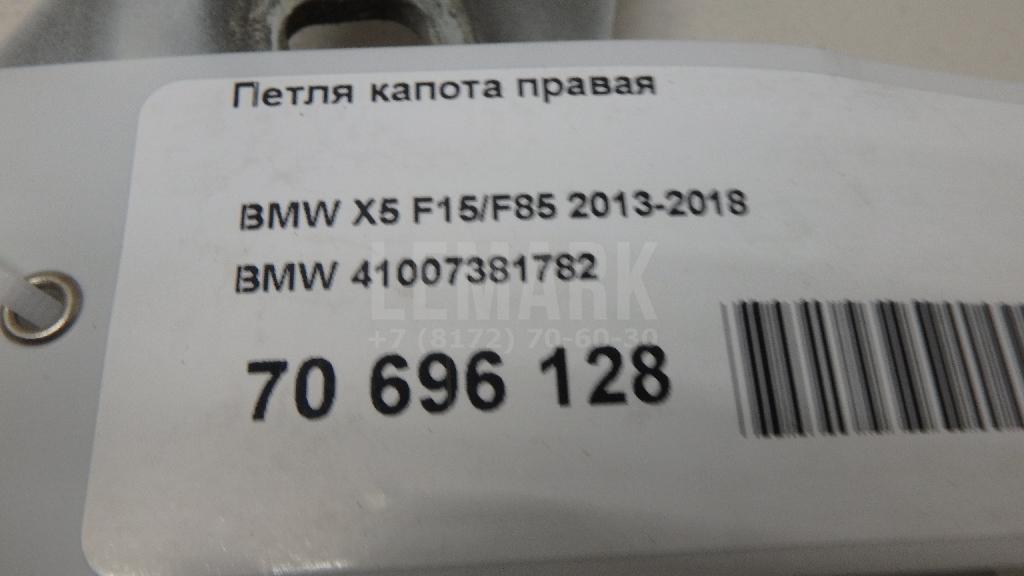 Петля капота правая
BMW X5 F15/F85 2013-2018
BMW 41007381782
LEMARK
+7 (8172) 70-60-30
70 696 128